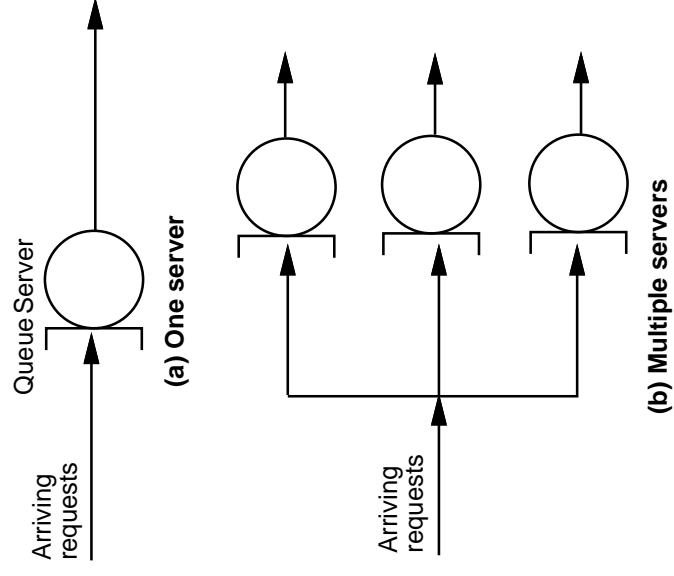 Queue Server
Arriving
requests
(a) One server
Arriving
requests
(b) Multiple servers